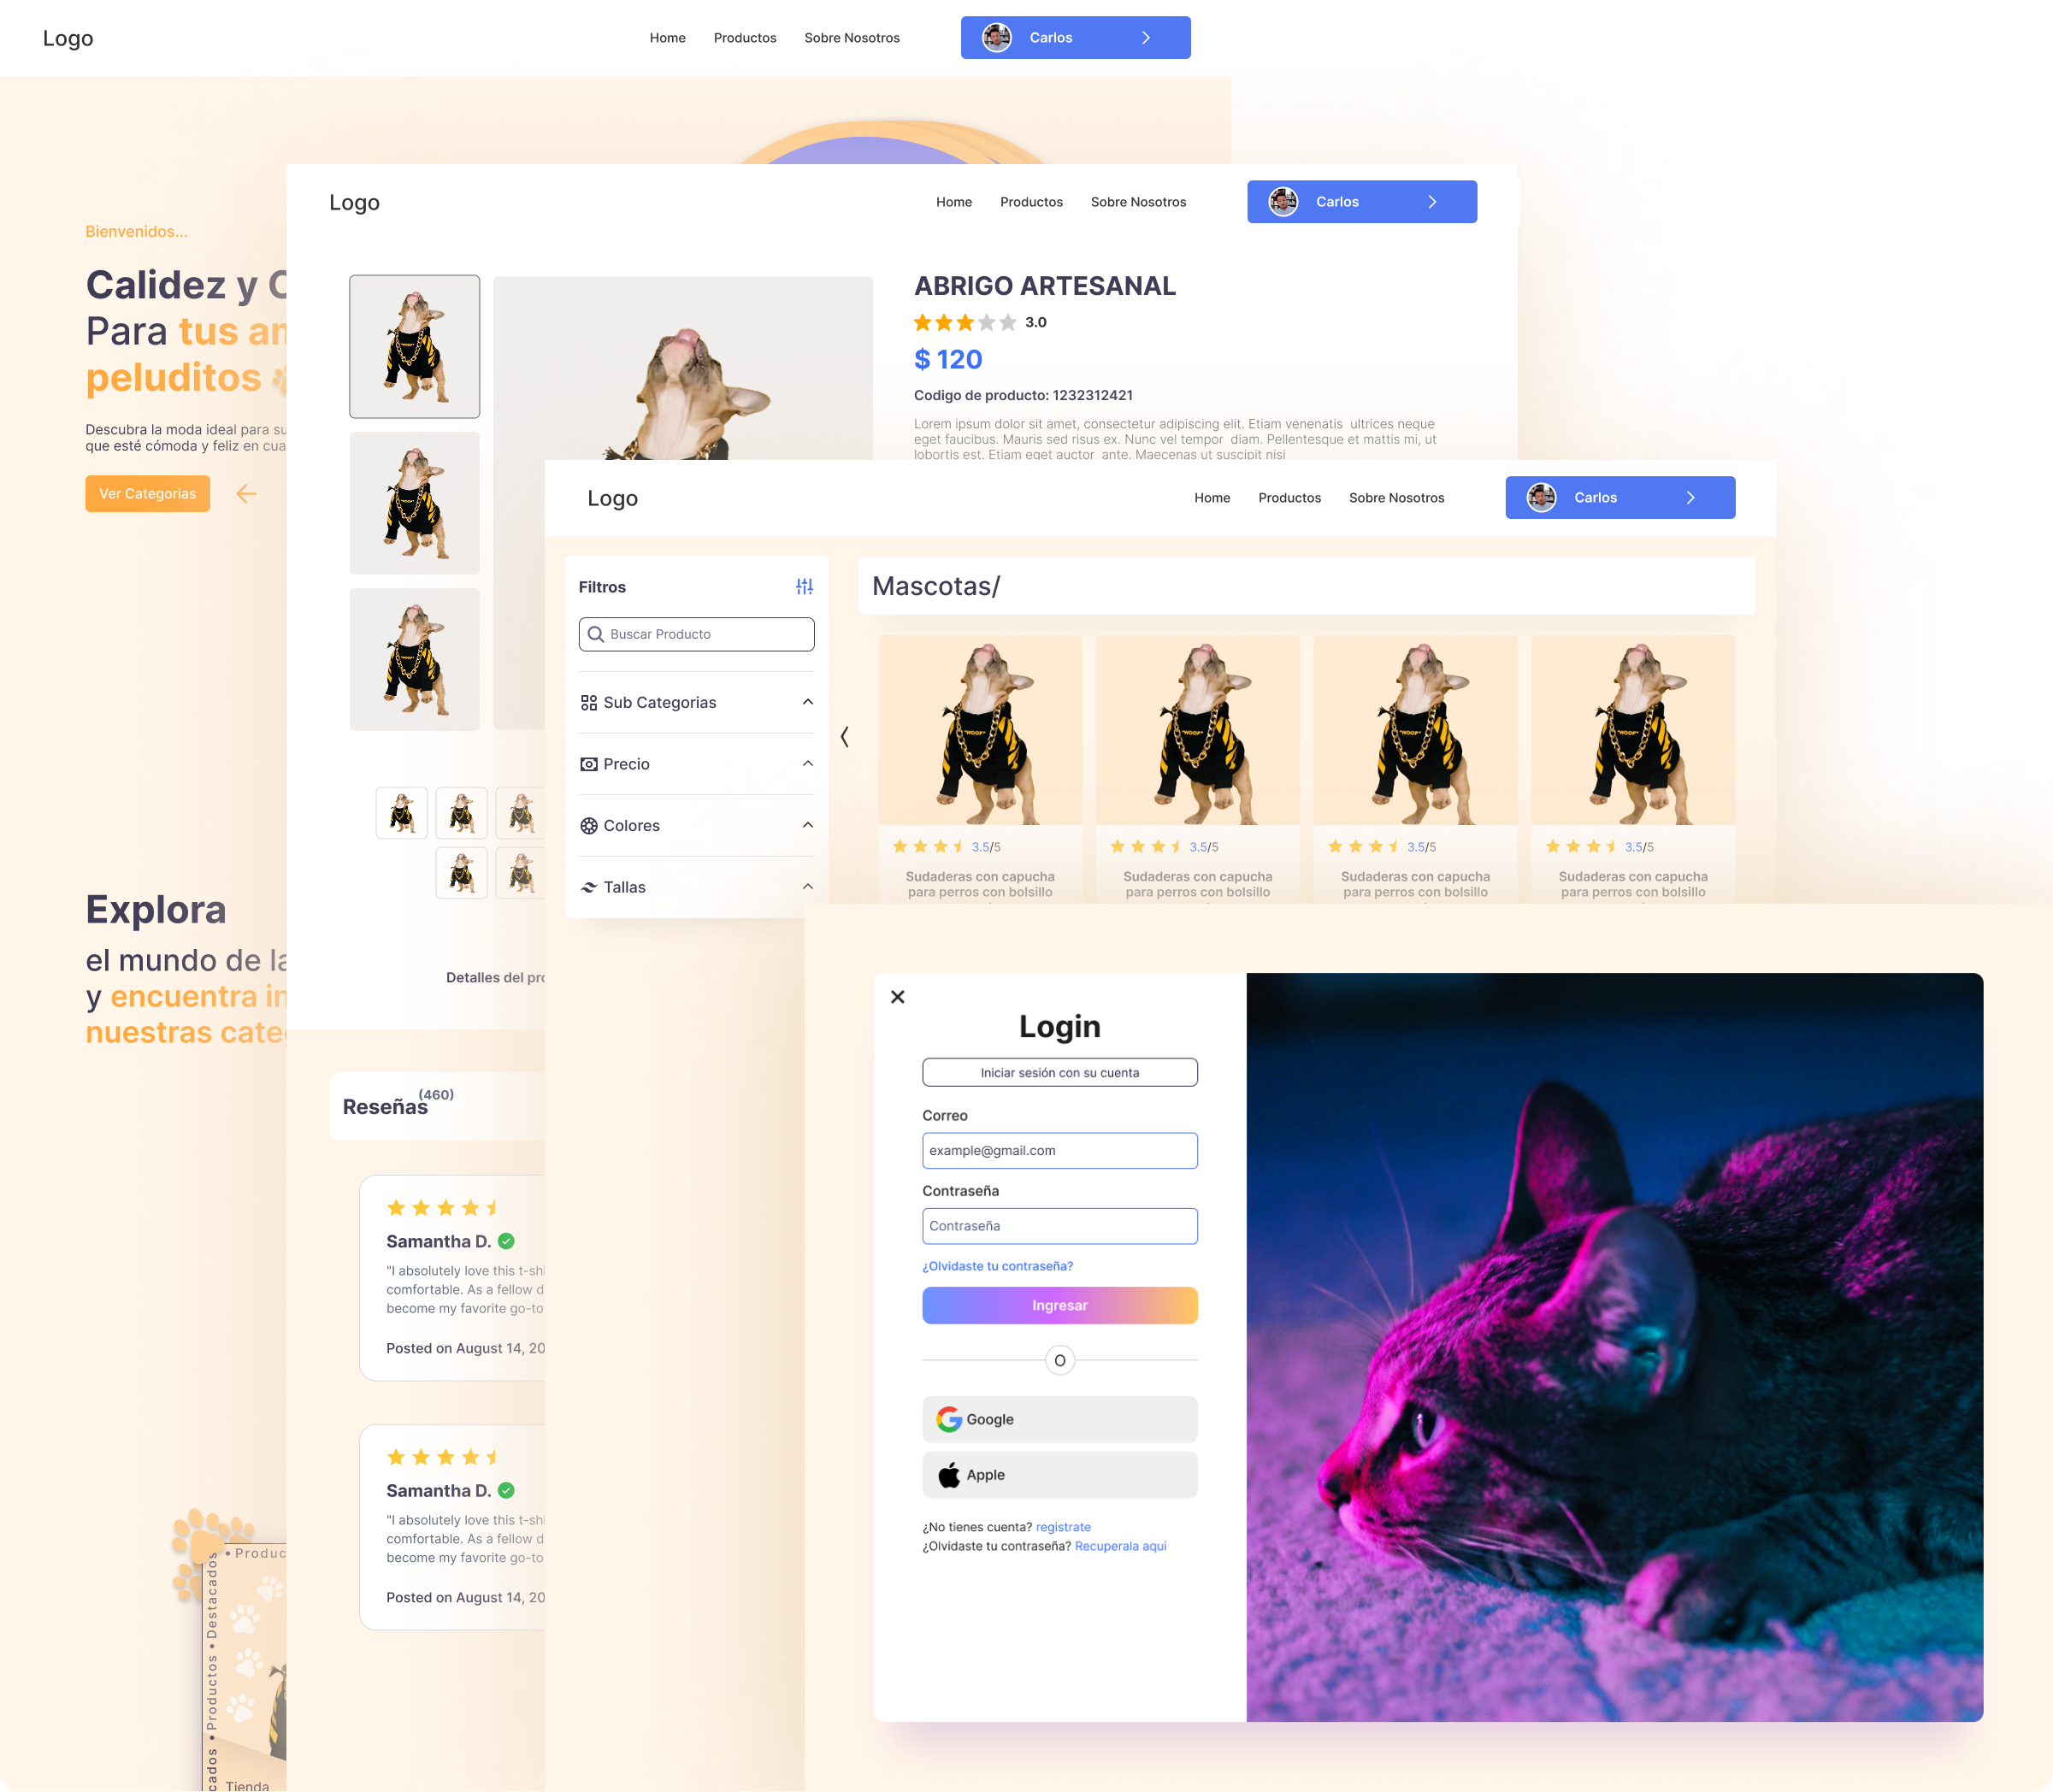 Logo
Home
Productos
Sobre Nosotros
Carlos
Bienvenidos...
Calidez y C
Para tus an
peluditos
Descubra la moda ideal para su
que esté cómoda y feliz en cua
Ver Categorias
Explora
el mundo de la
y encuentra in
nuestras cate
• Produc
cados • Productos • Destacados
Tienda
Logo
Home
Productos
Sobre Nosotros
Carlos
ABRIGO ARTESANAL
3.0
$ 120
Codigo de producto: 1232312421
Lorem ipsum dolor sit amet, consectetur adipiscing elit. Etiam venenatis ultrices neque
eget faucibus. Mauris sed risus ex. Nunc vel tempor diam. Pellentesque et mattis mi, ut
lobortis est. Etiam eget auctor ante. Maecenas ut suscipit nisi
Detalles del pro
Reseñas (460)
Samantha D.
"I absolutely love this t-shi
comfortable. As a fellow d
become my favorite go-to
Posted on August 14, 20
Samantha D.
"I absolutely love this t-shi
comfortable. As a fellow d
become my favorite go-to
Posted on August 14, 20
Logo
Home
Productos
Sobre Nosotros
Carlos
Filtros
Buscar Producto
Sub Categorias
Precio
Colores
Tallas
Mascotas/
"WOOF"
3.5/5
Sudaderas con capucha
para perros con bolsillo
"WOOF"
3.5/5
Sudaderas con capucha
para perros con bolsillo
"WOOF"
3.5/5
Sudaderas con capucha
para perros con bolsillo
"WOOF"
3.5/5
Sudaderas con capucha
para perros con bolsillo
Login
Iniciar sesión con su cuenta
Correo
example@gmail.com
Contraseña
Contraseña
¿Olvidaste tu contraseña?
Ingresar
O
Google
Apple
¿No tienes cuenta? registrate
¿Olvidaste tu contraseña? Recuperala aqui